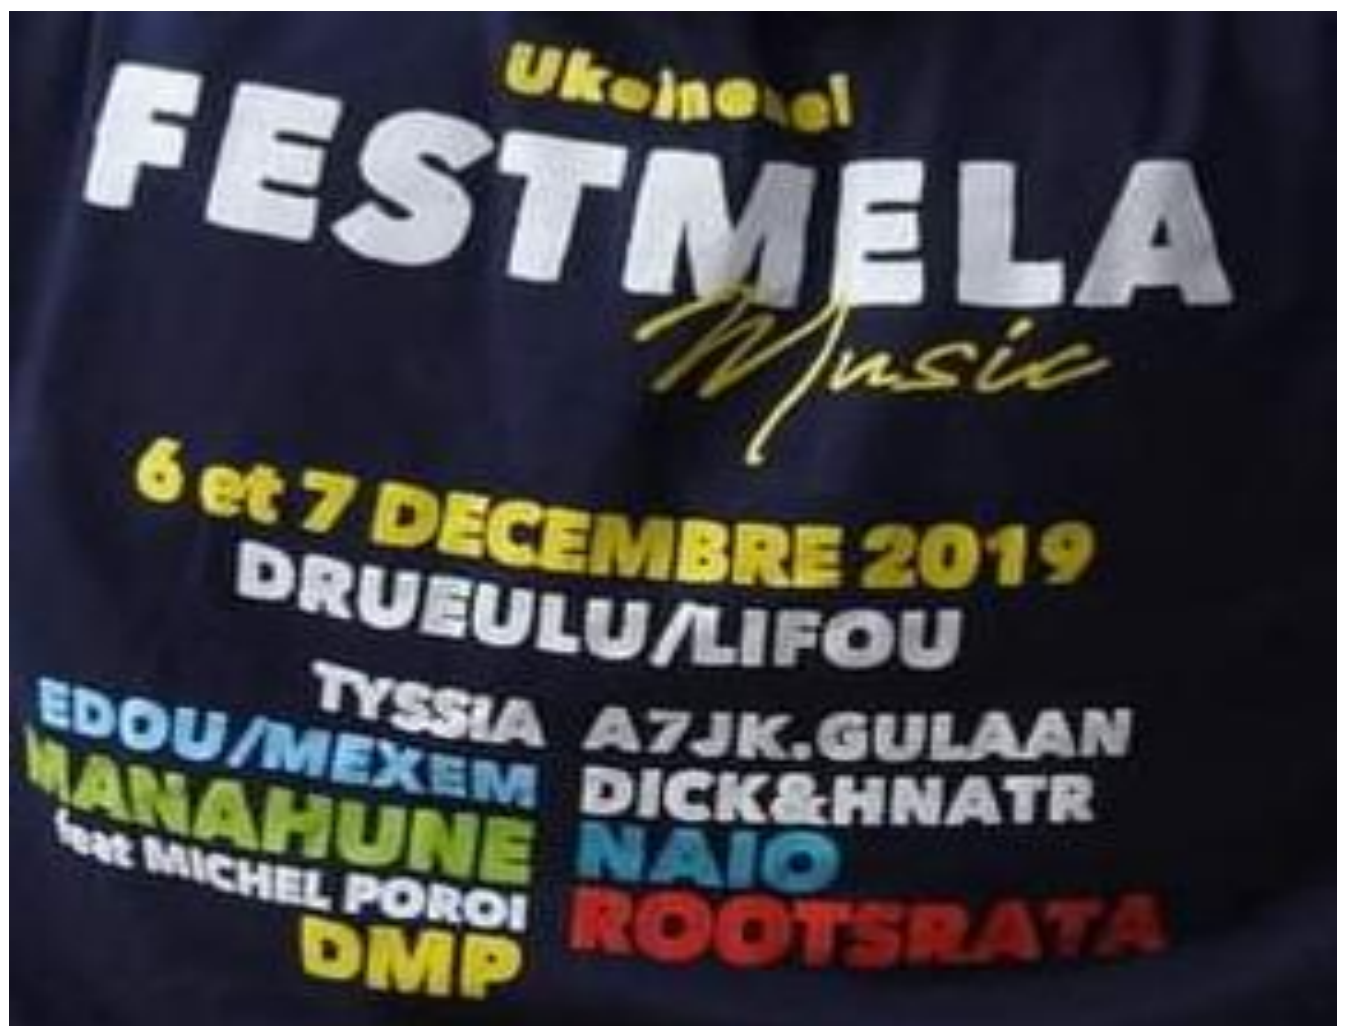 FESTMELA
Music
6 et 7 DECEMBRE 2019
DRUEULU/LIFOU
TYSSIA
EDOU/MEXEM
MANAHUNE
feat MICHEL POROI
DMP
A7JK.GULAAN
DICK&HNATR
NAIO
ROOTSRATA